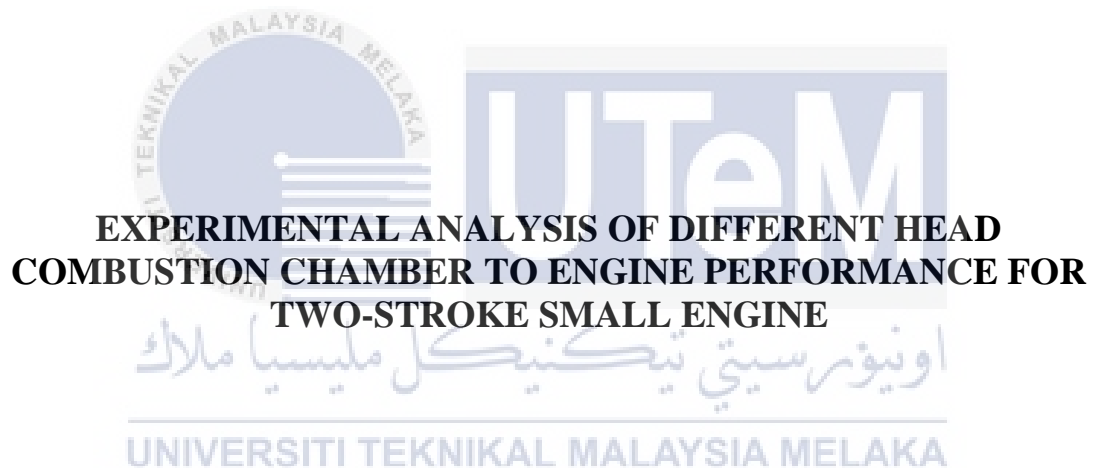 UNIVERSITI TEKNIKAL MALAYSIA MELAKA
UTeM
EXPERIMENTAL ANALYSIS OF DIFFERENT HEAD
COMBUSTION CHAMBER TO ENGINE PERFORMANCE FOR
TWO-STROKE SMALL ENGINE
اونيۏرسيتي تيكنيكل مليسيا ملاك
UNIVERSITI TEKNIKAL MALAYSIA MELAKA